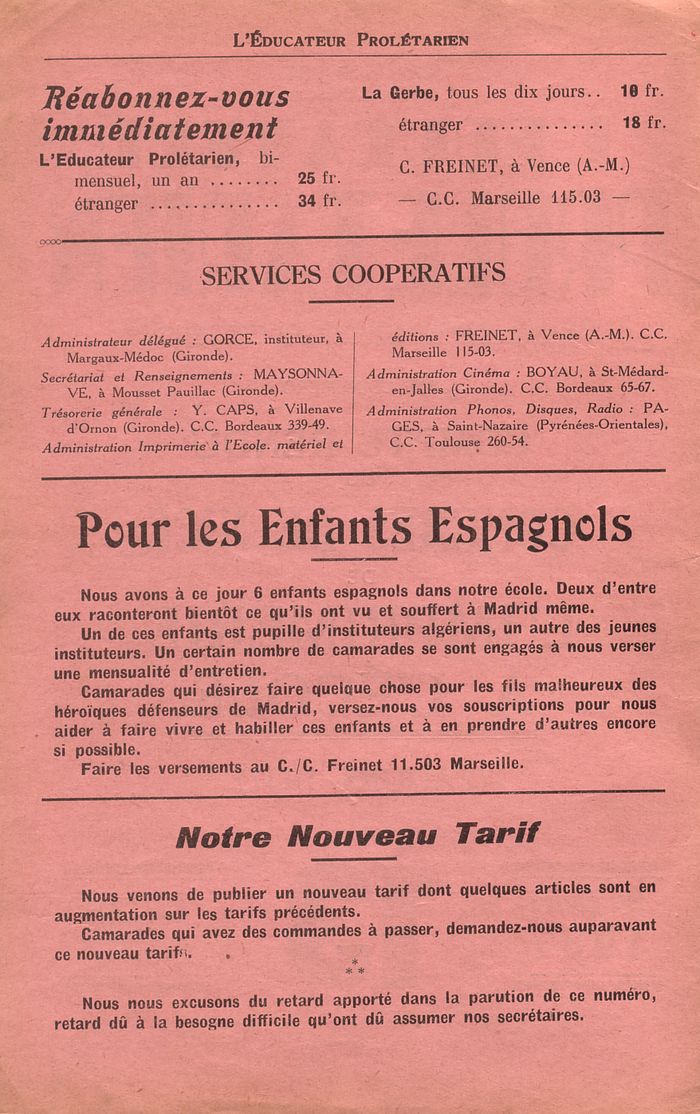 L'ÉDUCATEUR PROLÉTARIEN
Réabonnez-vous
immédiatement
L'Educateur Prolétarien, bi-
mensuel, un an ........ 25 fr.
étranger ............... 34 fr.
La Gerbe, tous les dix jours.. 10 fr.
étranger ............... 18 fr.
C. FREINET, à Vence (A.-M.)
— C.C. Marseille 115.03 —
SERVICES COOPERATIFS
Administrateur délégué : GORCE, instituteur, à
Margaux-Médoc (Gironde).
Secrétariat et Renseignements : MAYSONNA-
VE, à Mousset Pauillac (Gironde).
Trésorerie générale : Y. CAPS, à Villenave
d'Ornon (Gironde). C.C. Bordeaux 339-49.
Administration Imprimerie à l'Ecole. matériel et
éditions : FREINET, à Vence (A.-M.). C.C.
Marseille 115-03.
Administration Cinéma : BOYAU, à St-Médard-
en-Jalles (Gironde). C.C. Bordeaux 65-67.
Administration Phonos, Disques, Radio : PA-
GES, à Saint-Nazaire (Pyrénées-Orientales),
C.C. Toulouse 260-54.
Pour les Enfants Espagnols
Nous avons à ce jour 6 enfants espagnols dans notre école. Deux d'entre
eux raconteront bientôt ce qu'ils ont vu et souffert à Madrid même.
Un de ces enfants est pupille d'instituteurs algériens, un autre des jeunes
instituteurs. Un certain nombre de camarades se sont engagés à nous verser
une mensualité d'entretien.
Camarades qui désirez faire quelque chose pour les fils malheureux des
héroïques défenseurs de Madrid, versez-nous vos souscriptions pour nous
aider à faire vivre et habiller ces enfants et à en prendre d'autres encore
si possible.
Faire les versements au C./C. Freinet 11.503 Marseille.
Notre Nouveau Tarif
Nous venons de publier un nouveau tarif dont quelques articles sont en
augmentation sur les tarifs précédents.
Camarades qui avez des commandes à passer, demandez-nous auparavant
ce nouveau tarif.
*
* *
Nous nous excusons du retard apporté dans la parution de ce numéro,
retard dû à la besogne difficile qu'ont dû assumer nos secrétaires.